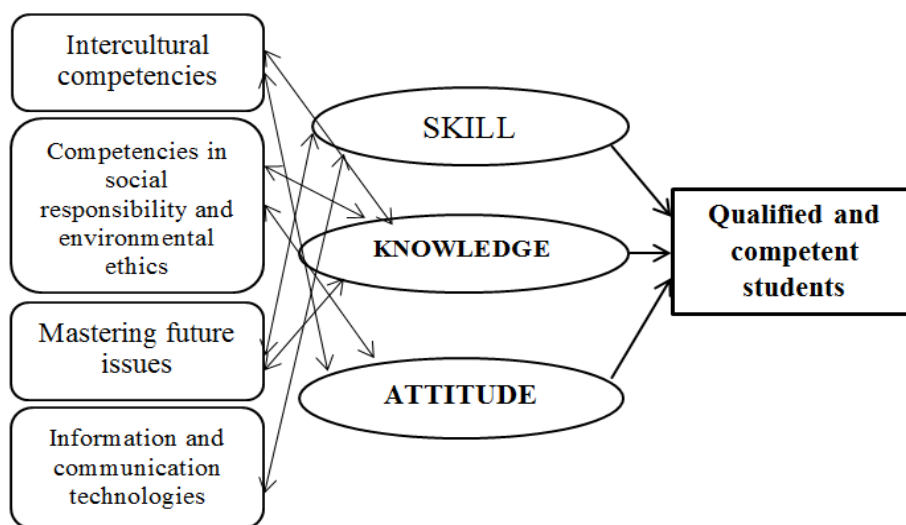 Intercultural
competencies
Competencies in
social
responsibility and
environmental
ethics
Mastering future
issues
Information and
communication
technologies
SKILL
KNOWLEDGE
ATTITUDE
Qualified and
competent
students